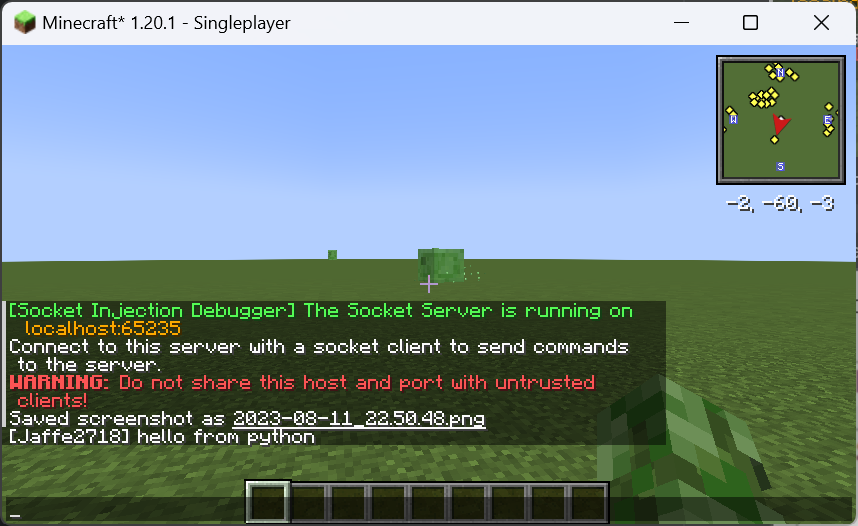 Minecraft* 1.20.1 - Singleplayer
N
W
E
S
-2, -60, -3
[Socket Injection Debugger] The Socket Server is running on
localhost:65235
Connect to this server with a socket client to send commands
to the server.
WARNING: Do not share this host and port with untrusted
clients!
Saved screenshot as 2023-08-11_22.50.48.png
[Jaffe2718] hello from python
_